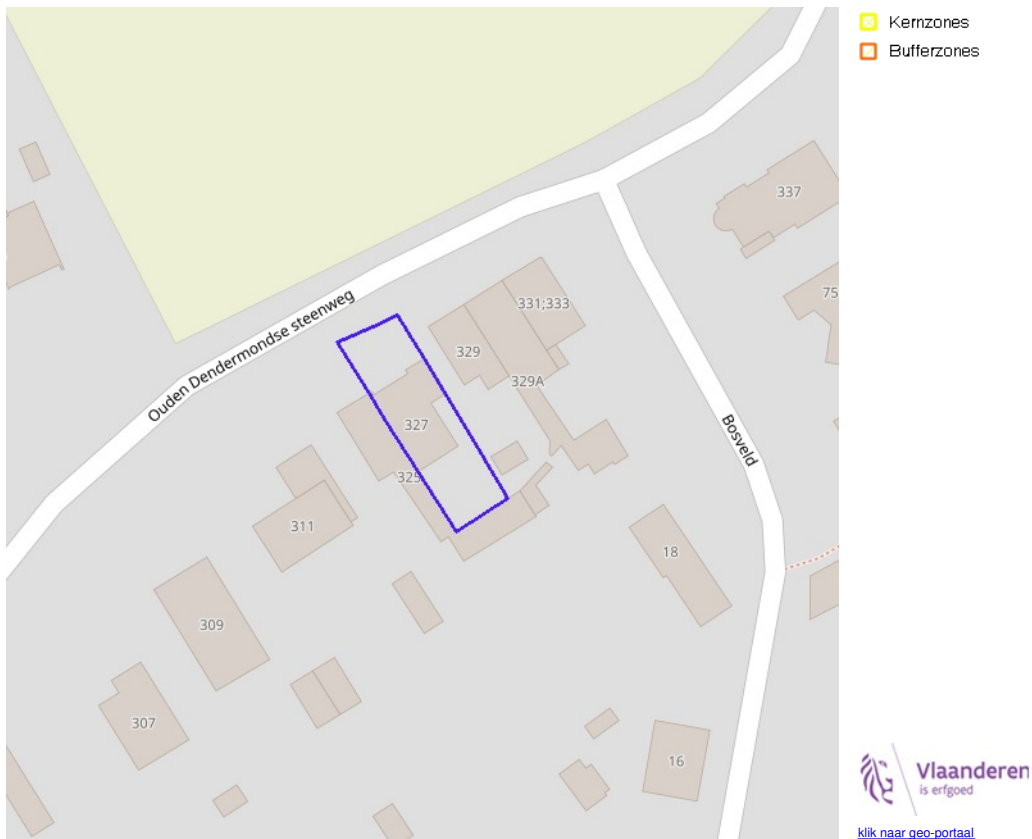 Kernzones
Bufferzones
337
75
331;333
329
329A
Ouden Dendermondse steenweg
327
325
Bosveld
311
18
309
307
16
Vlaanderen
is erfgoed
klik naar geo-portaal